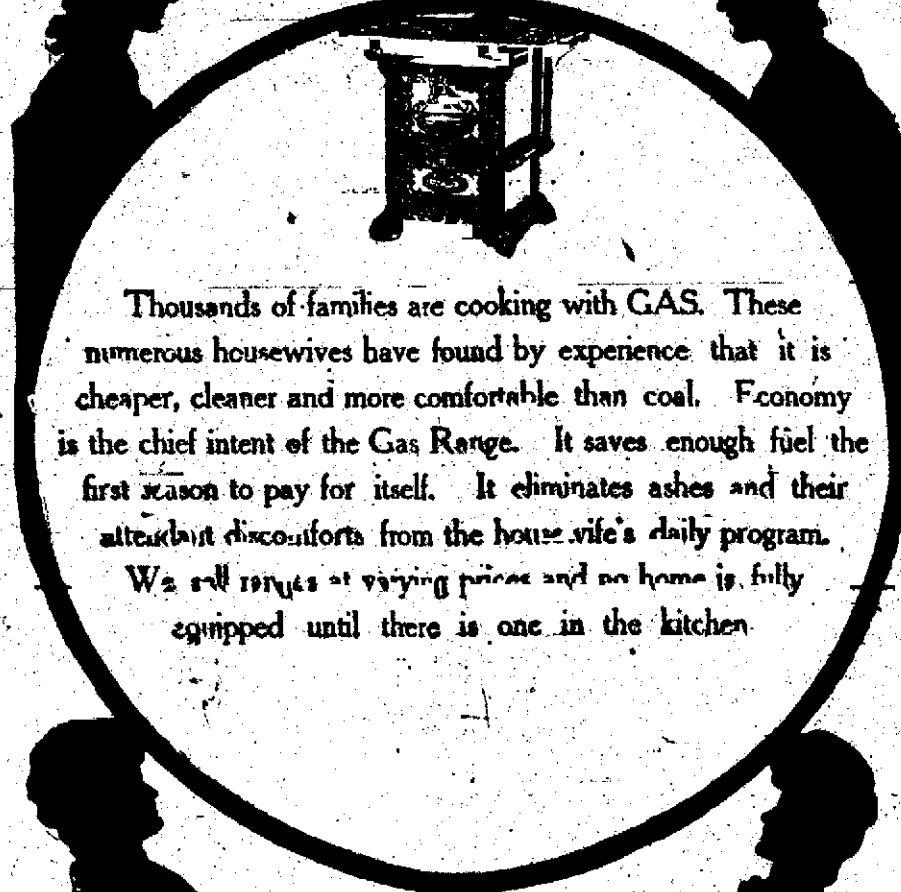 Thousands of families are cooking with GAS. These
numerous housewives have found by experience that it is
cheaper, cleaner and more comfortable than coal. Economy
is the chief intent of the Gas Range. It saves enough fuel the
first season to pay for itself. It eliminates ashes and their
attendant discomforts from the housewife's daily program.
We sell ranges at varying prices and no home is fully
equipped until there is one in the kitchen